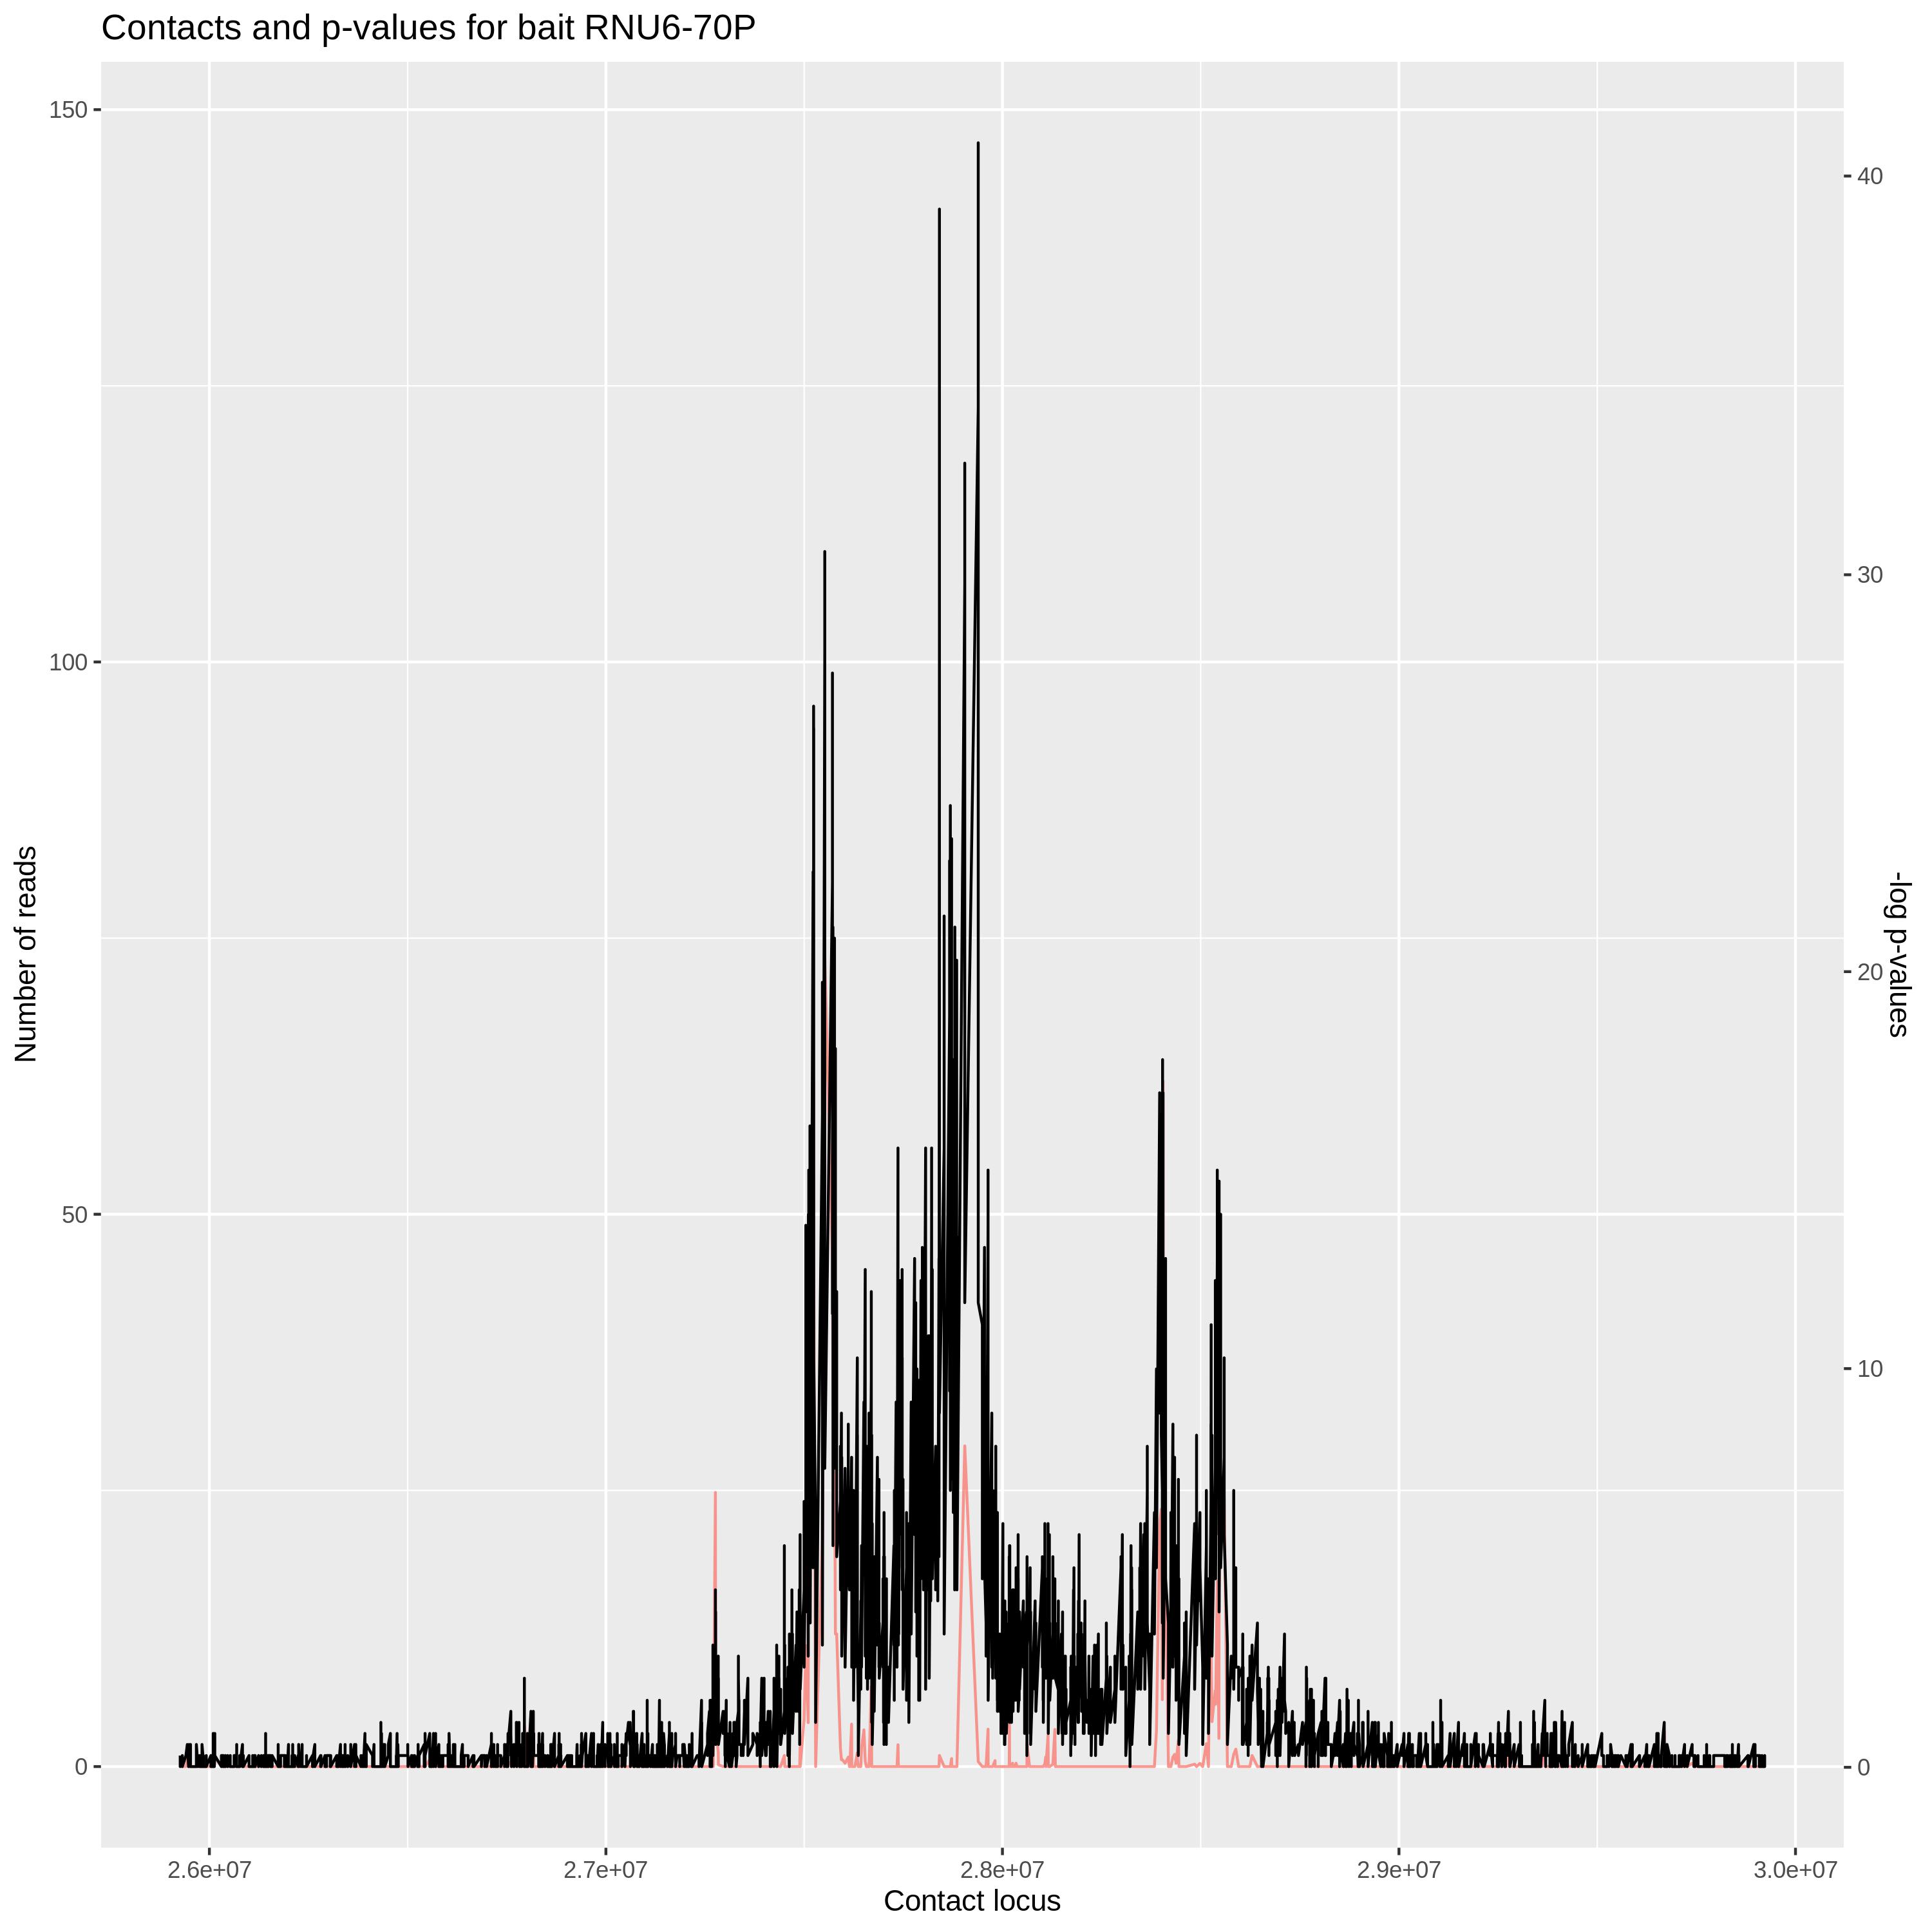 Contacts and p-values for bait RNU6-70P
150
100
50
0
Number of reads
40
30
20
10
0
-log p-values
2.6e+07 2.7e+07 2.8e+07 2.9e+07 3.0e+07
Contact locus